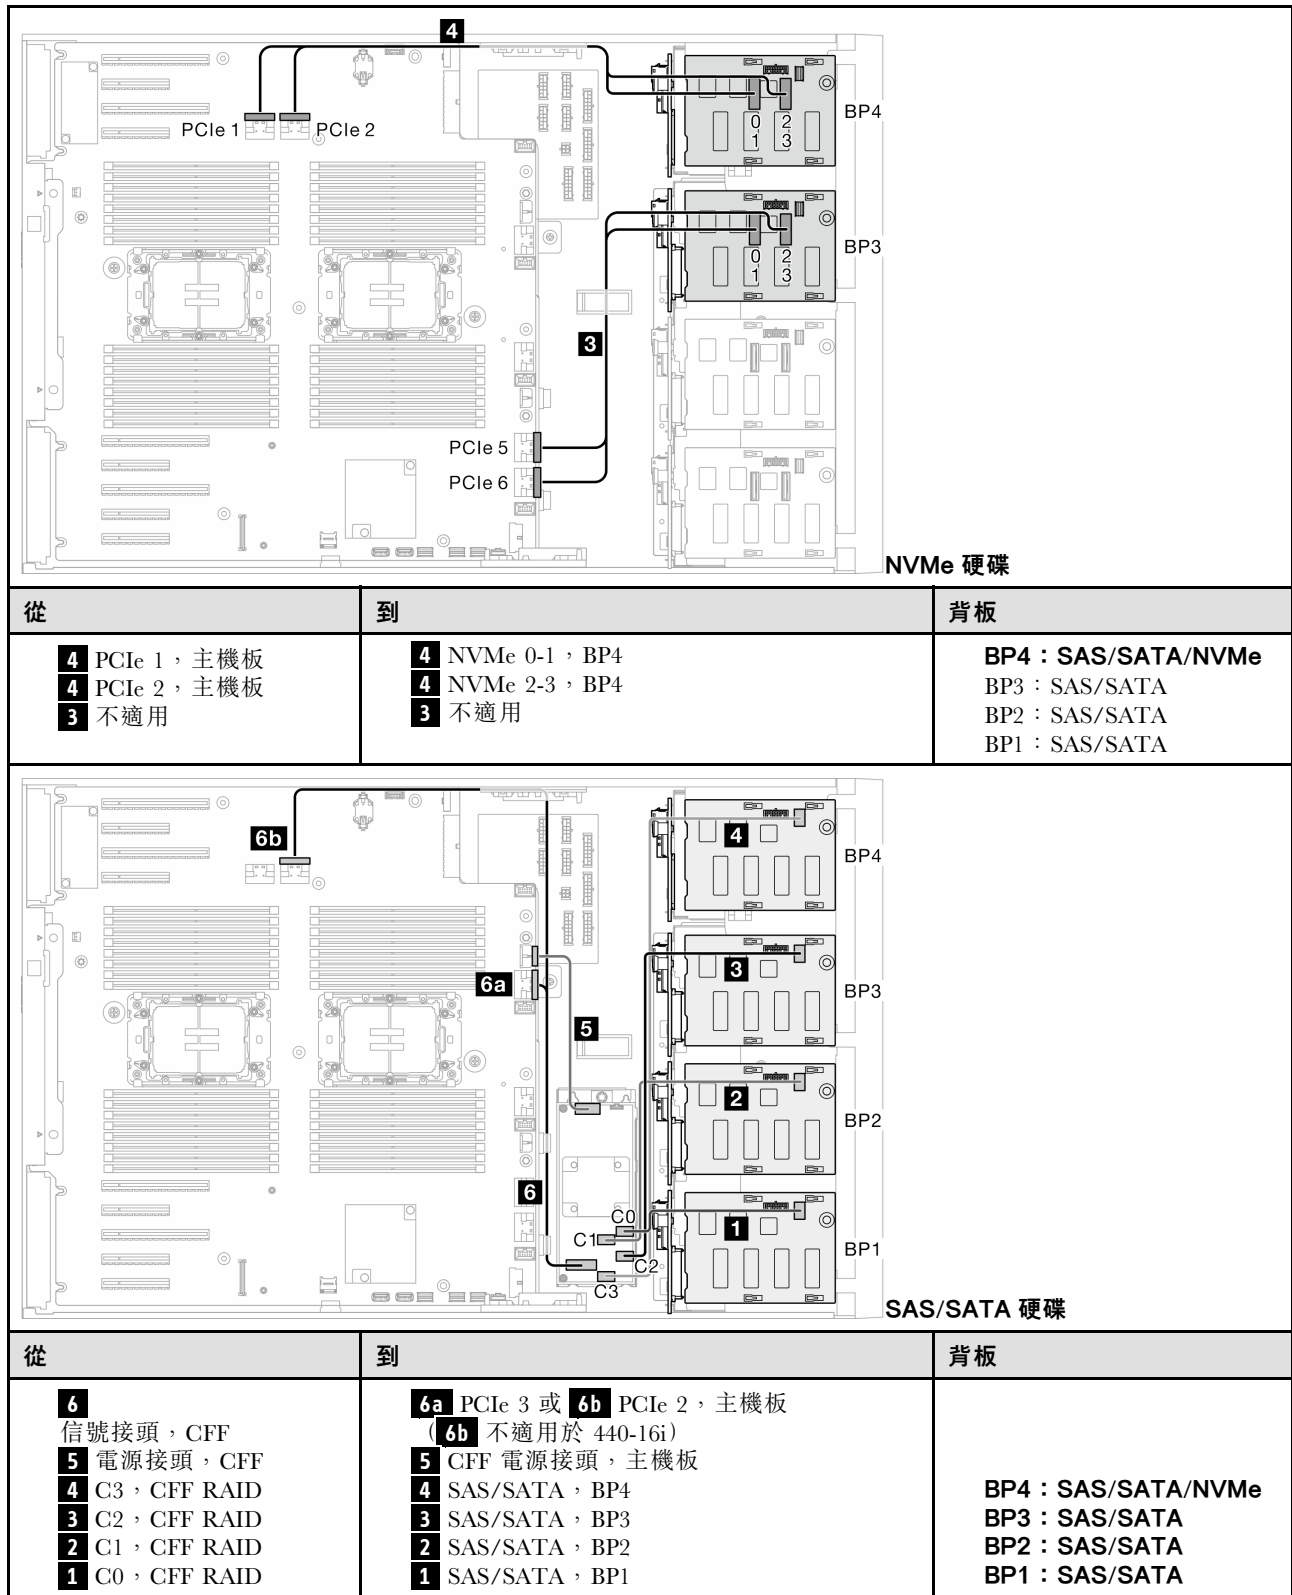 4
PCIe 1
PCIe 2
0
1
2
3
BP4
0
1
2
3
BP3
3
PCIe 5
PCIe 6
NVMe 硬碟
從
到
背板
4 PCIe 1，主機板
4 PCIe 2，主機板
3 不適用
4 NVMe 0-1，BP4
4 NVMe 2-3，BP4
3 不適用
BP4：SAS/SATA/NVMe
BP3：SAS/SATA
BP2：SAS/SATA
BP1：SAS/SATA
6b
4
BP4
6a
3
BP3
5
2
BP2
6
C0
C1
C2
C3
1
BP1
SAS/SATA 硬碟
從
到
背板
6
信號接頭，CFF
5 電源接頭，CFF
4 C3，CFF RAID
3 C2，CFF RAID
2 C1，CFF RAID
1 C0，CFF RAID
6a PCIe 3 或 6b PCIe 2，主機板
（6b 不適用於 440-16i）
5 CFF 電源接頭，主機板
4 SAS/SATA，BP4
3 SAS/SATA，BP3
2 SAS/SATA，BP2
1 SAS/SATA，BP1
BP4：SAS/SATA/NVMe
BP3：SAS/SATA
BP2：SAS/SATA
BP1：SAS/SATA